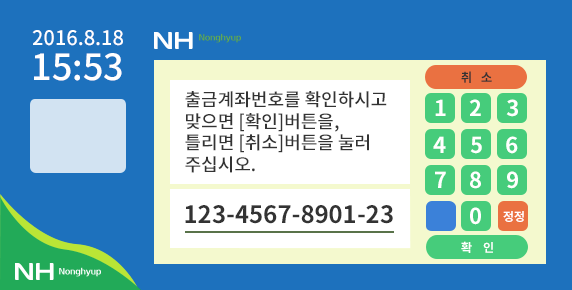 2016.8.18
15:53
NH Nonghyup
출금계좌번호를 확인하시고
맞으면 [확인]버튼을,
틀리면 [취소]버튼을 눌러
주십시오.
123-4567-8901-23
취 소
1 2 3
4 5 6
7 8 9
0 정정
확 인
NH Nonghyup